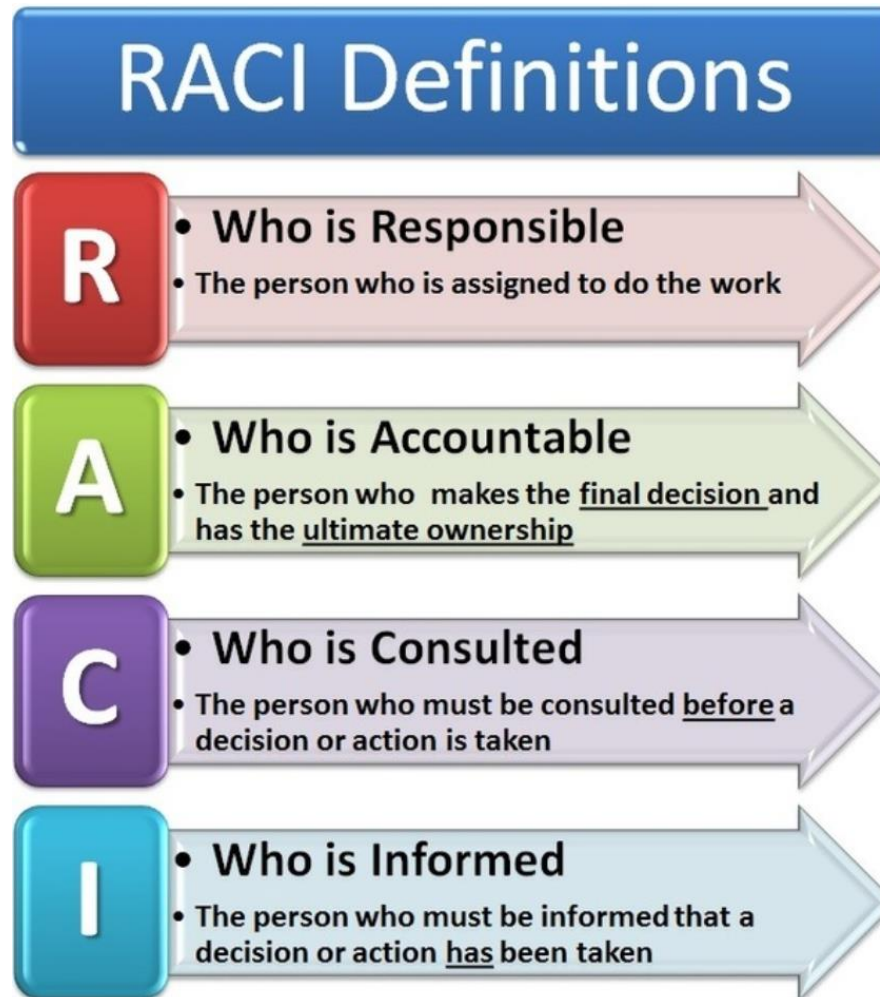 RACI Definitions
R
• Who is Responsible
• The person who is assigned to do the work
A
• Who is Accountable
• The person who  makes the final decision and
has the ultimate ownership
C
• Who is Consulted
• The person who must be consulted before a
decision or action is taken
I
• Who is Informed
• The person who must be informed that a
decision or action has been taken